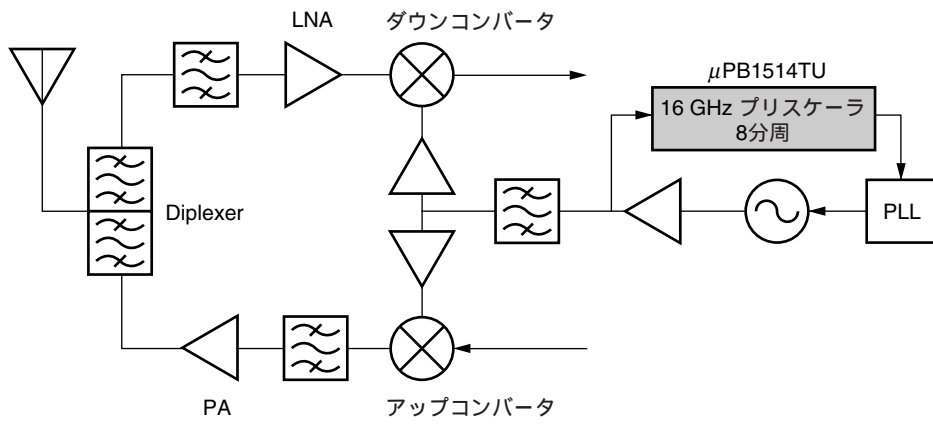 LNA
ダウンコンバータ
μPB1514TU
16 GHz プリスケーラ
8分周
Diplexer
PLL
PA
アップコンバータ